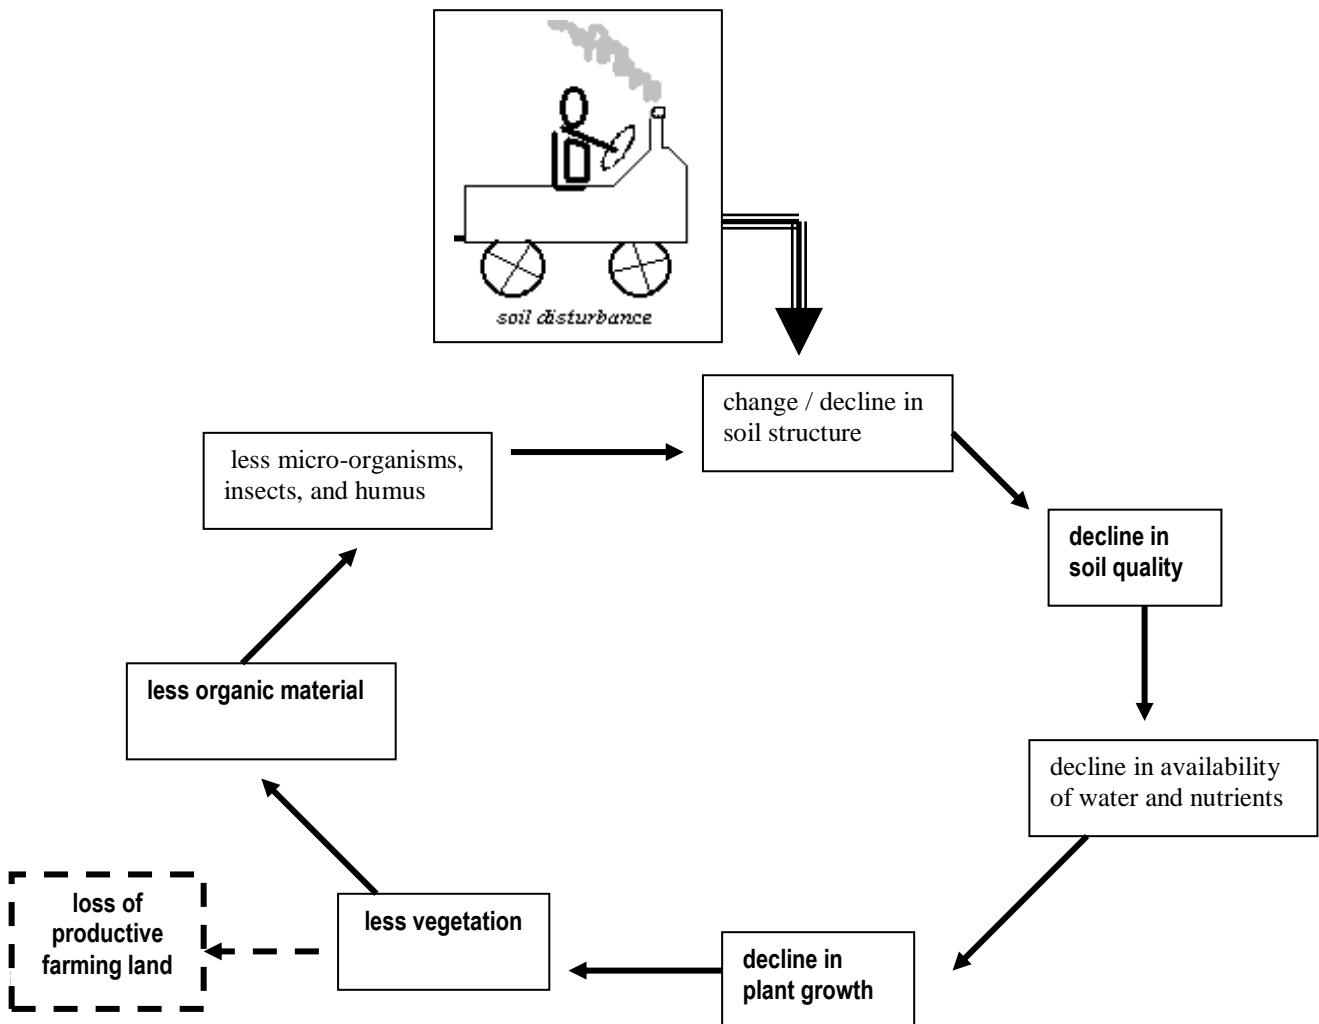 soil disturbance
change / decline in
soil structure
less micro-organisms,
insects, and humus
decline in
soil quality
less organic material
decline in availability
of water and nutrients
loss of
productive
farming land
less vegetation
decline in
plant growth